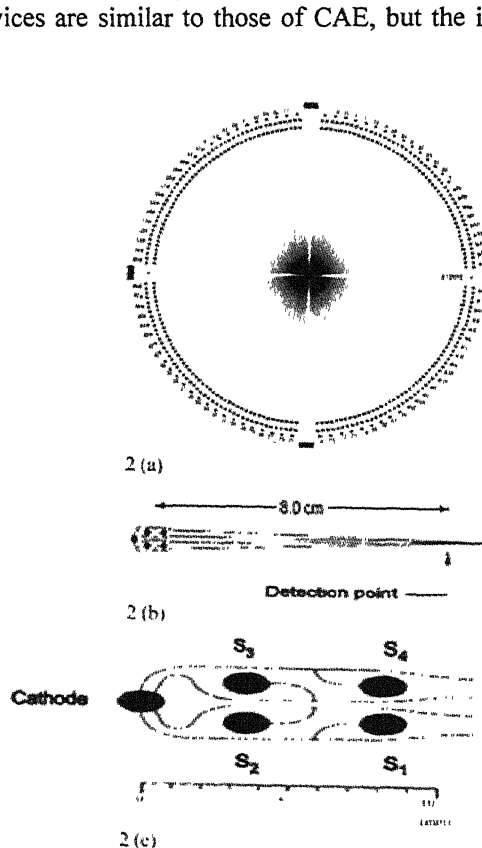 vices are similar to those of CAE, but the i
2 (a)
8.0 cm
Detection point
2 (b)
S3 S4
Cathode
S2 S1
2 (c)